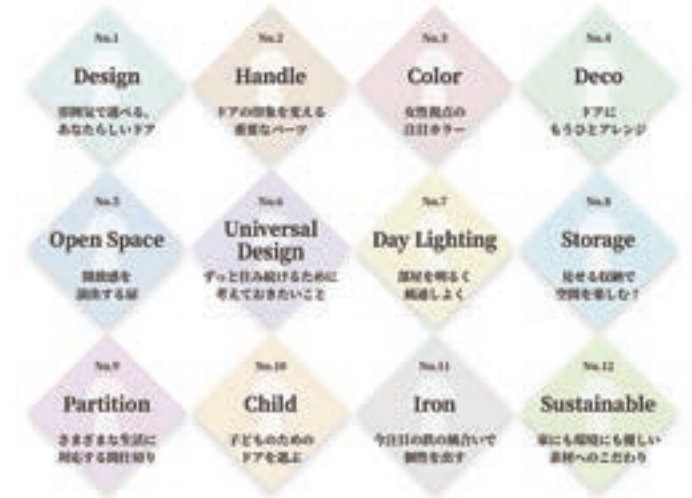 No.1
Design
雰囲気で選べる、
あなたらしいドア
No.2
Handle
ドアの印象を変える
重要なパーツ
No.3
Color
女性視点の
注目カラー
No.4
Deco
ドアに
もうひとアレンジ
No.5
Open Space
開放感を
演出する扉
No.6
Universal
Design
ずっと住み続けるために
考えておきたいこと
No.7
Day Lighting
部屋を明るく
風通しよく
No.8
Storage
見せる収納で
空間を楽しむ！
No.9
Partition
さまざまな生活に
対応する間仕切り
No.10
Child
子どものための
ドアを選ぶ
No.11
Iron
今注目の鉄の風合いで
個性を出す
No.12
Sustainable
家にも環境にも優しい
素材へのこだわり